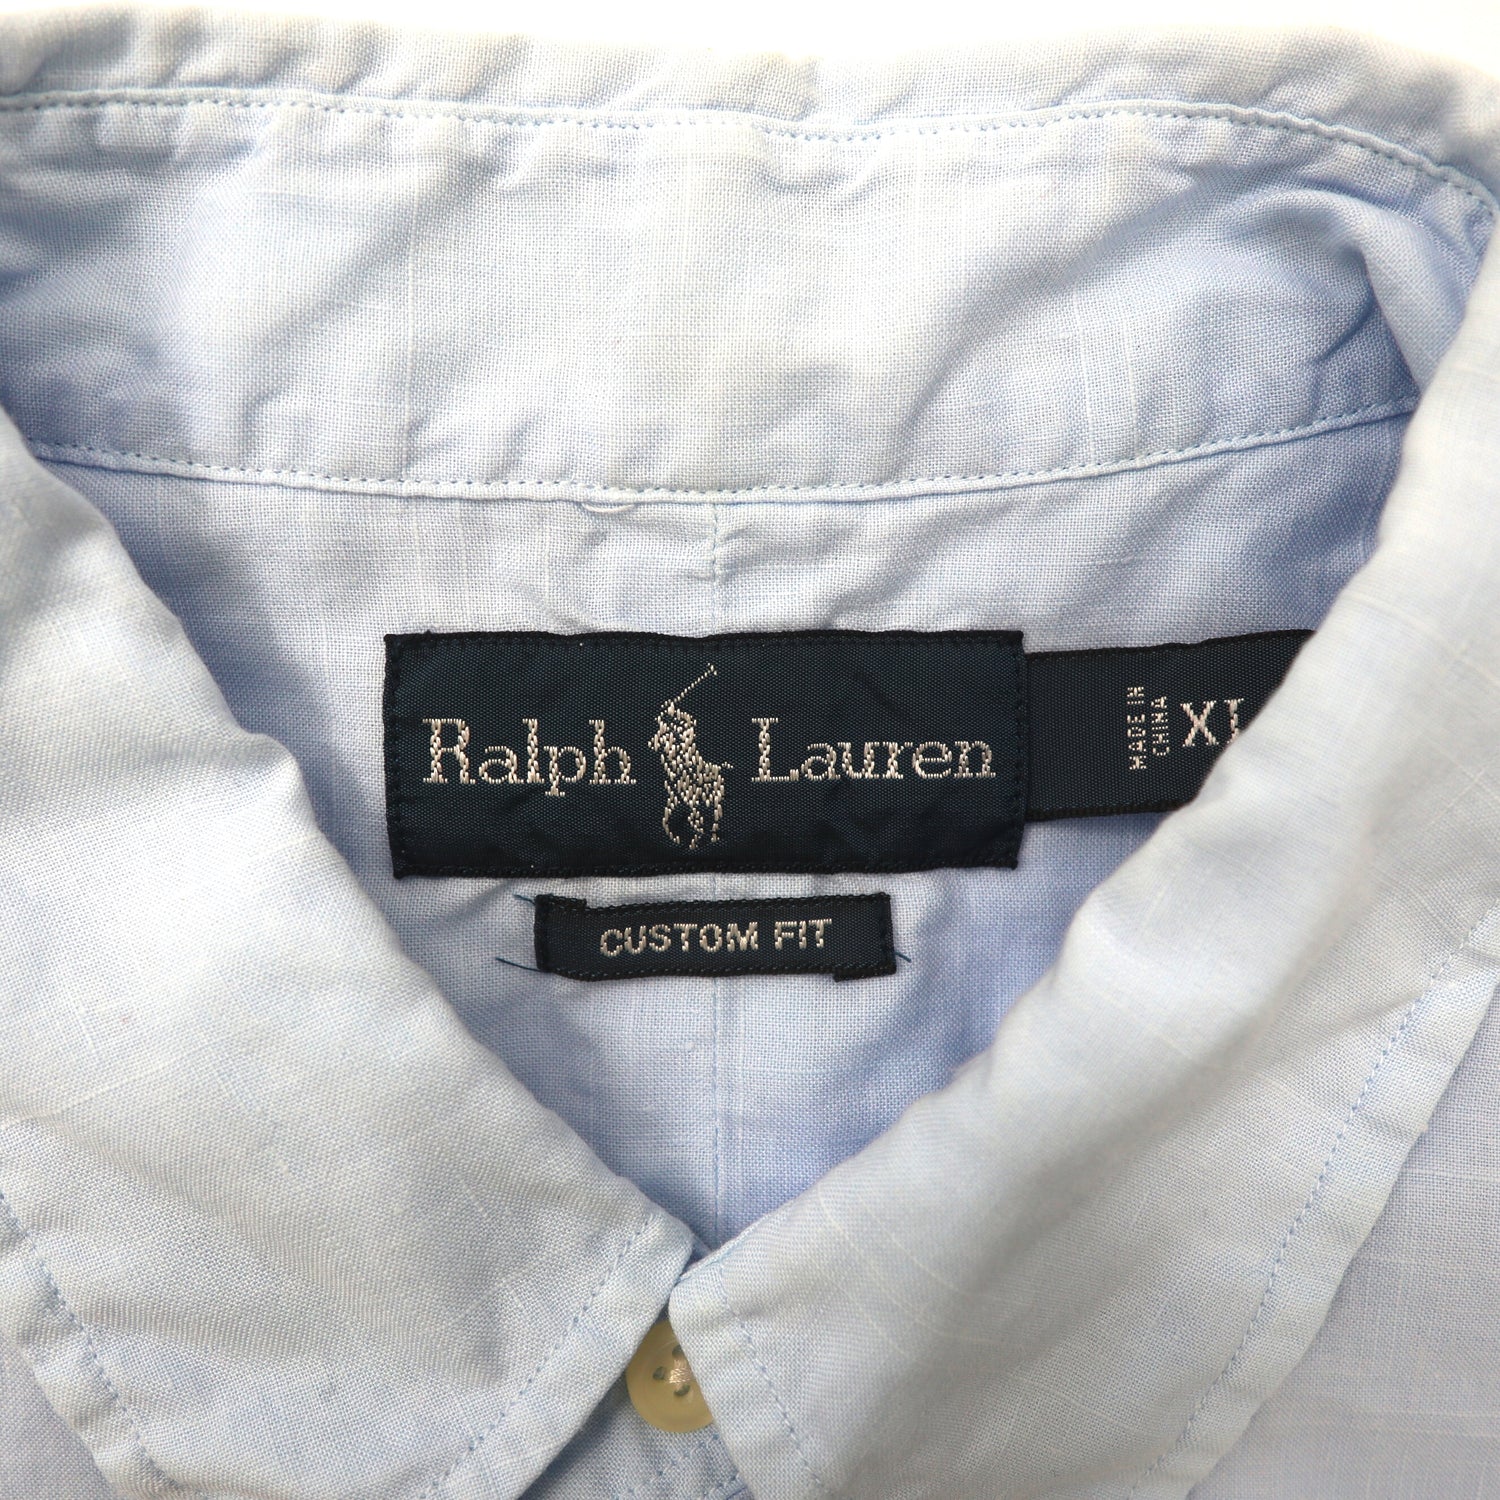 Ralph Lauren
MADE IN
CHINA
XL
CUSTOM FIT